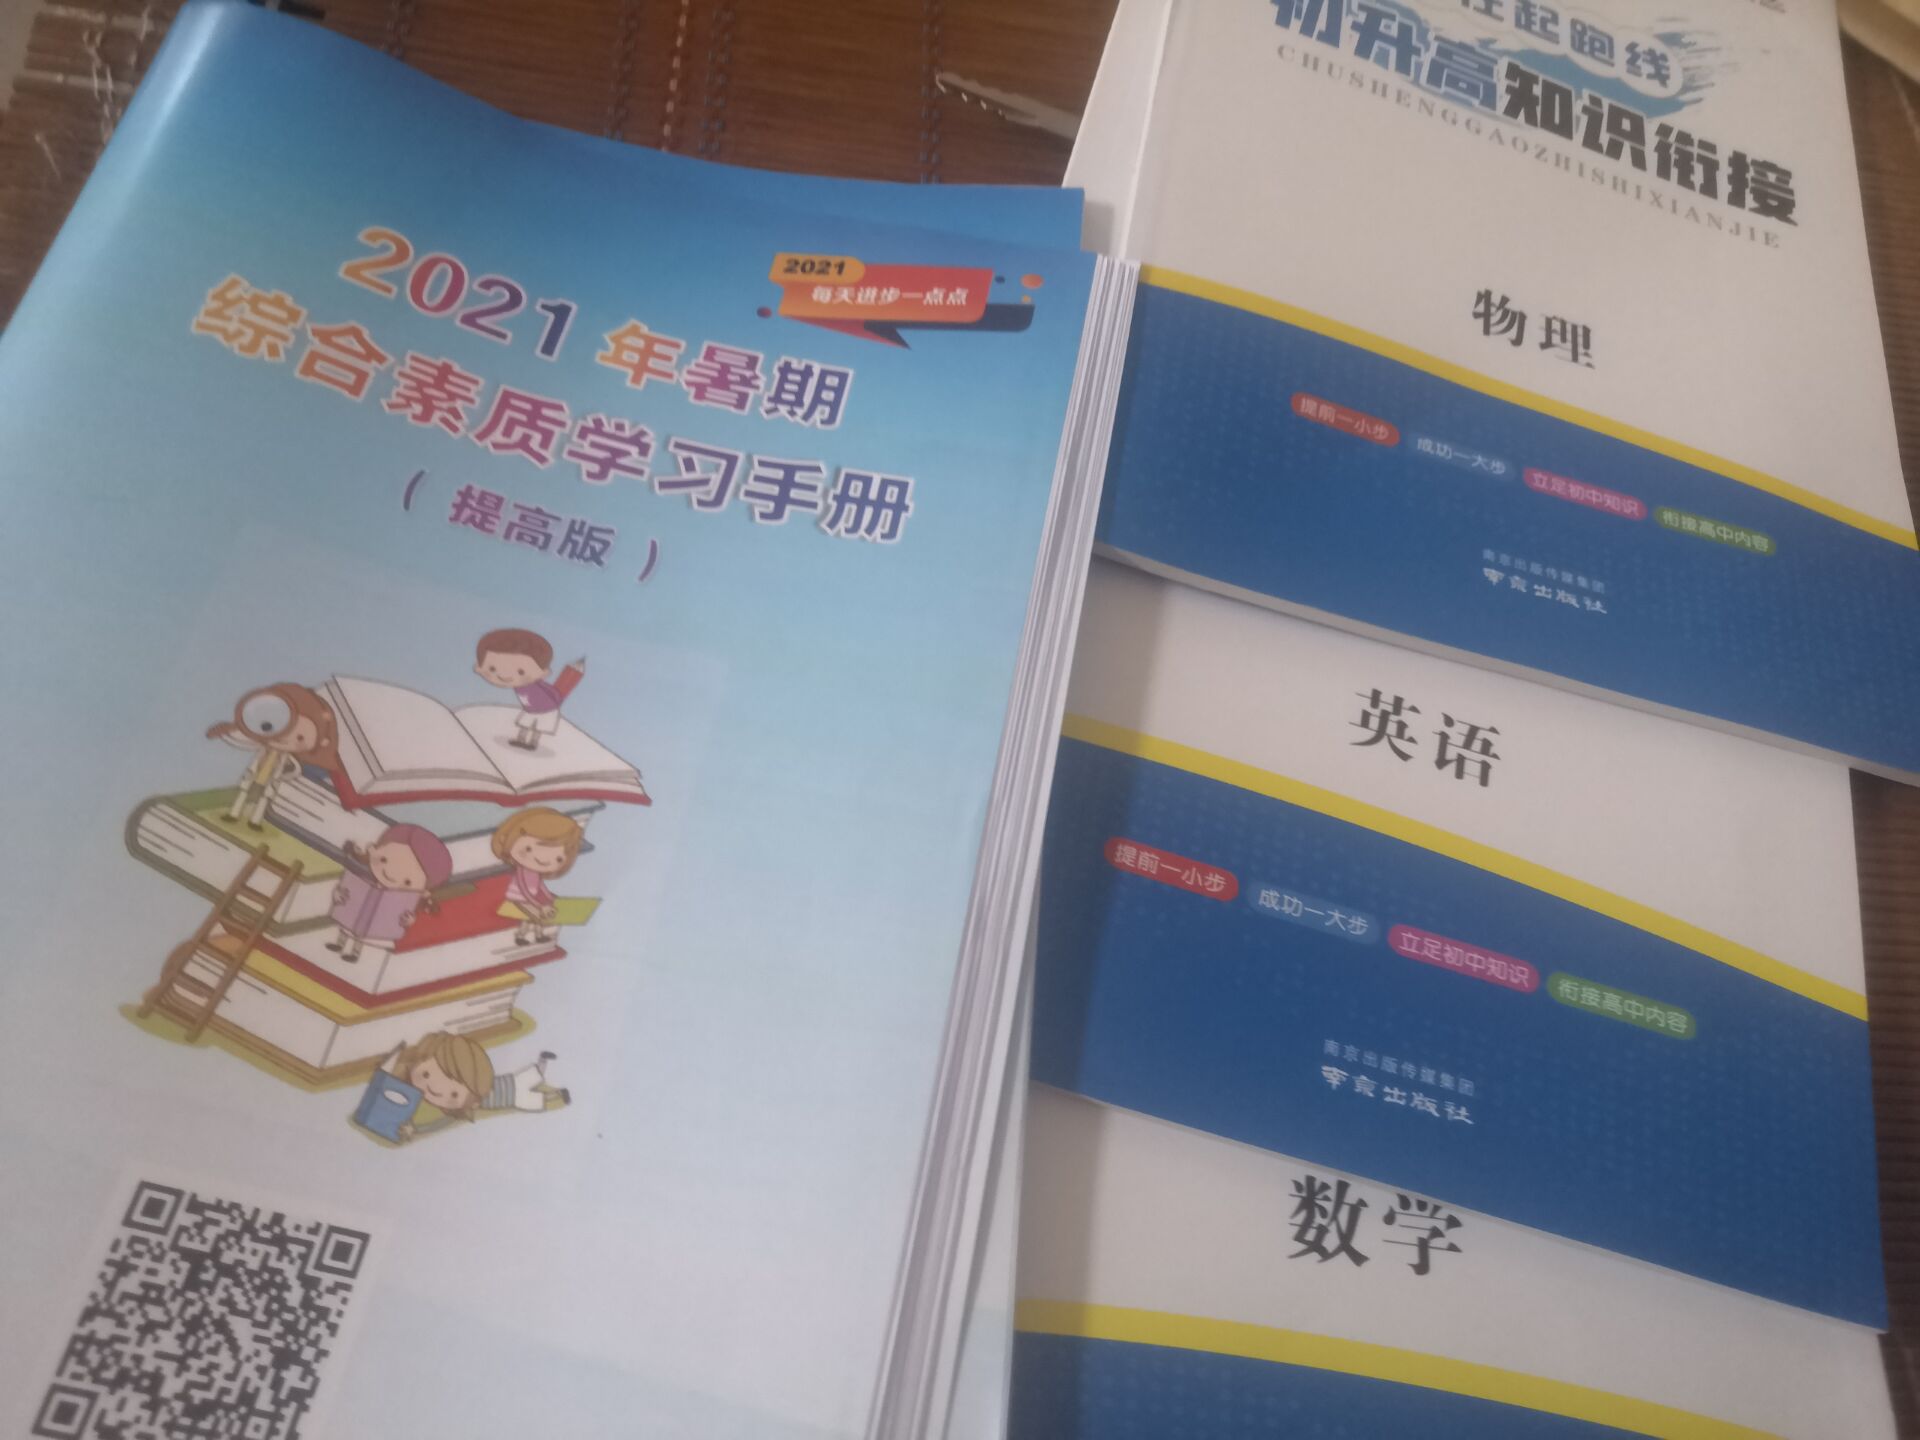 2021
每天进步一点点
2021年暑期
综合素质学习手册
（提高版）
在起跑线
初升高知识衔接
CHUSHENGGAOZHISHIXIANJIE
物理
提前一小步 成功一大步 立足初中知识 衔接高中内容
南京出版传媒集团
南京出版社
英语
提前一小步 成功一大步 立足初中知识 衔接高中内容
南京出版传媒集团
南京出版社
数学